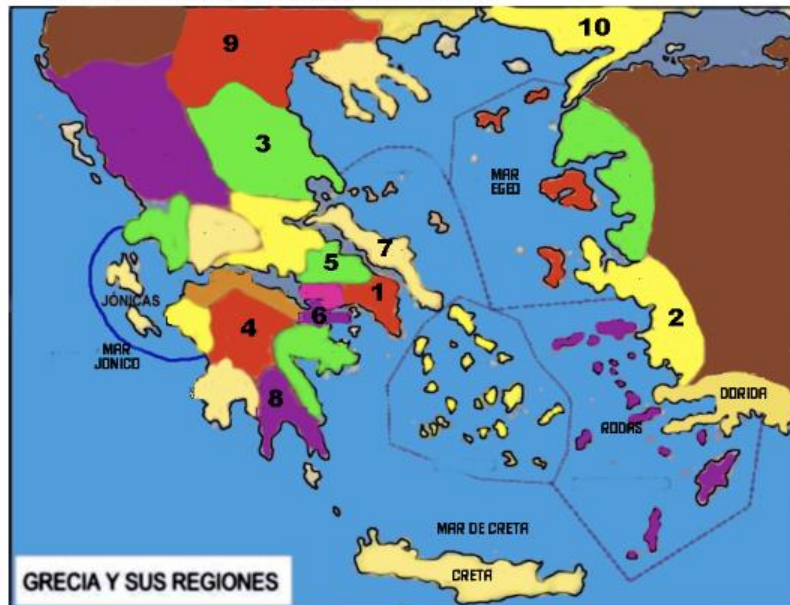 9
10
3
MAR
EGEO
7
5
1
JÓNICAS
6
4
2
MAR
JONICO
8
DORIDA
RODAS
MAR DE CRETA
CRETA
GRECIA Y SUS REGIONES